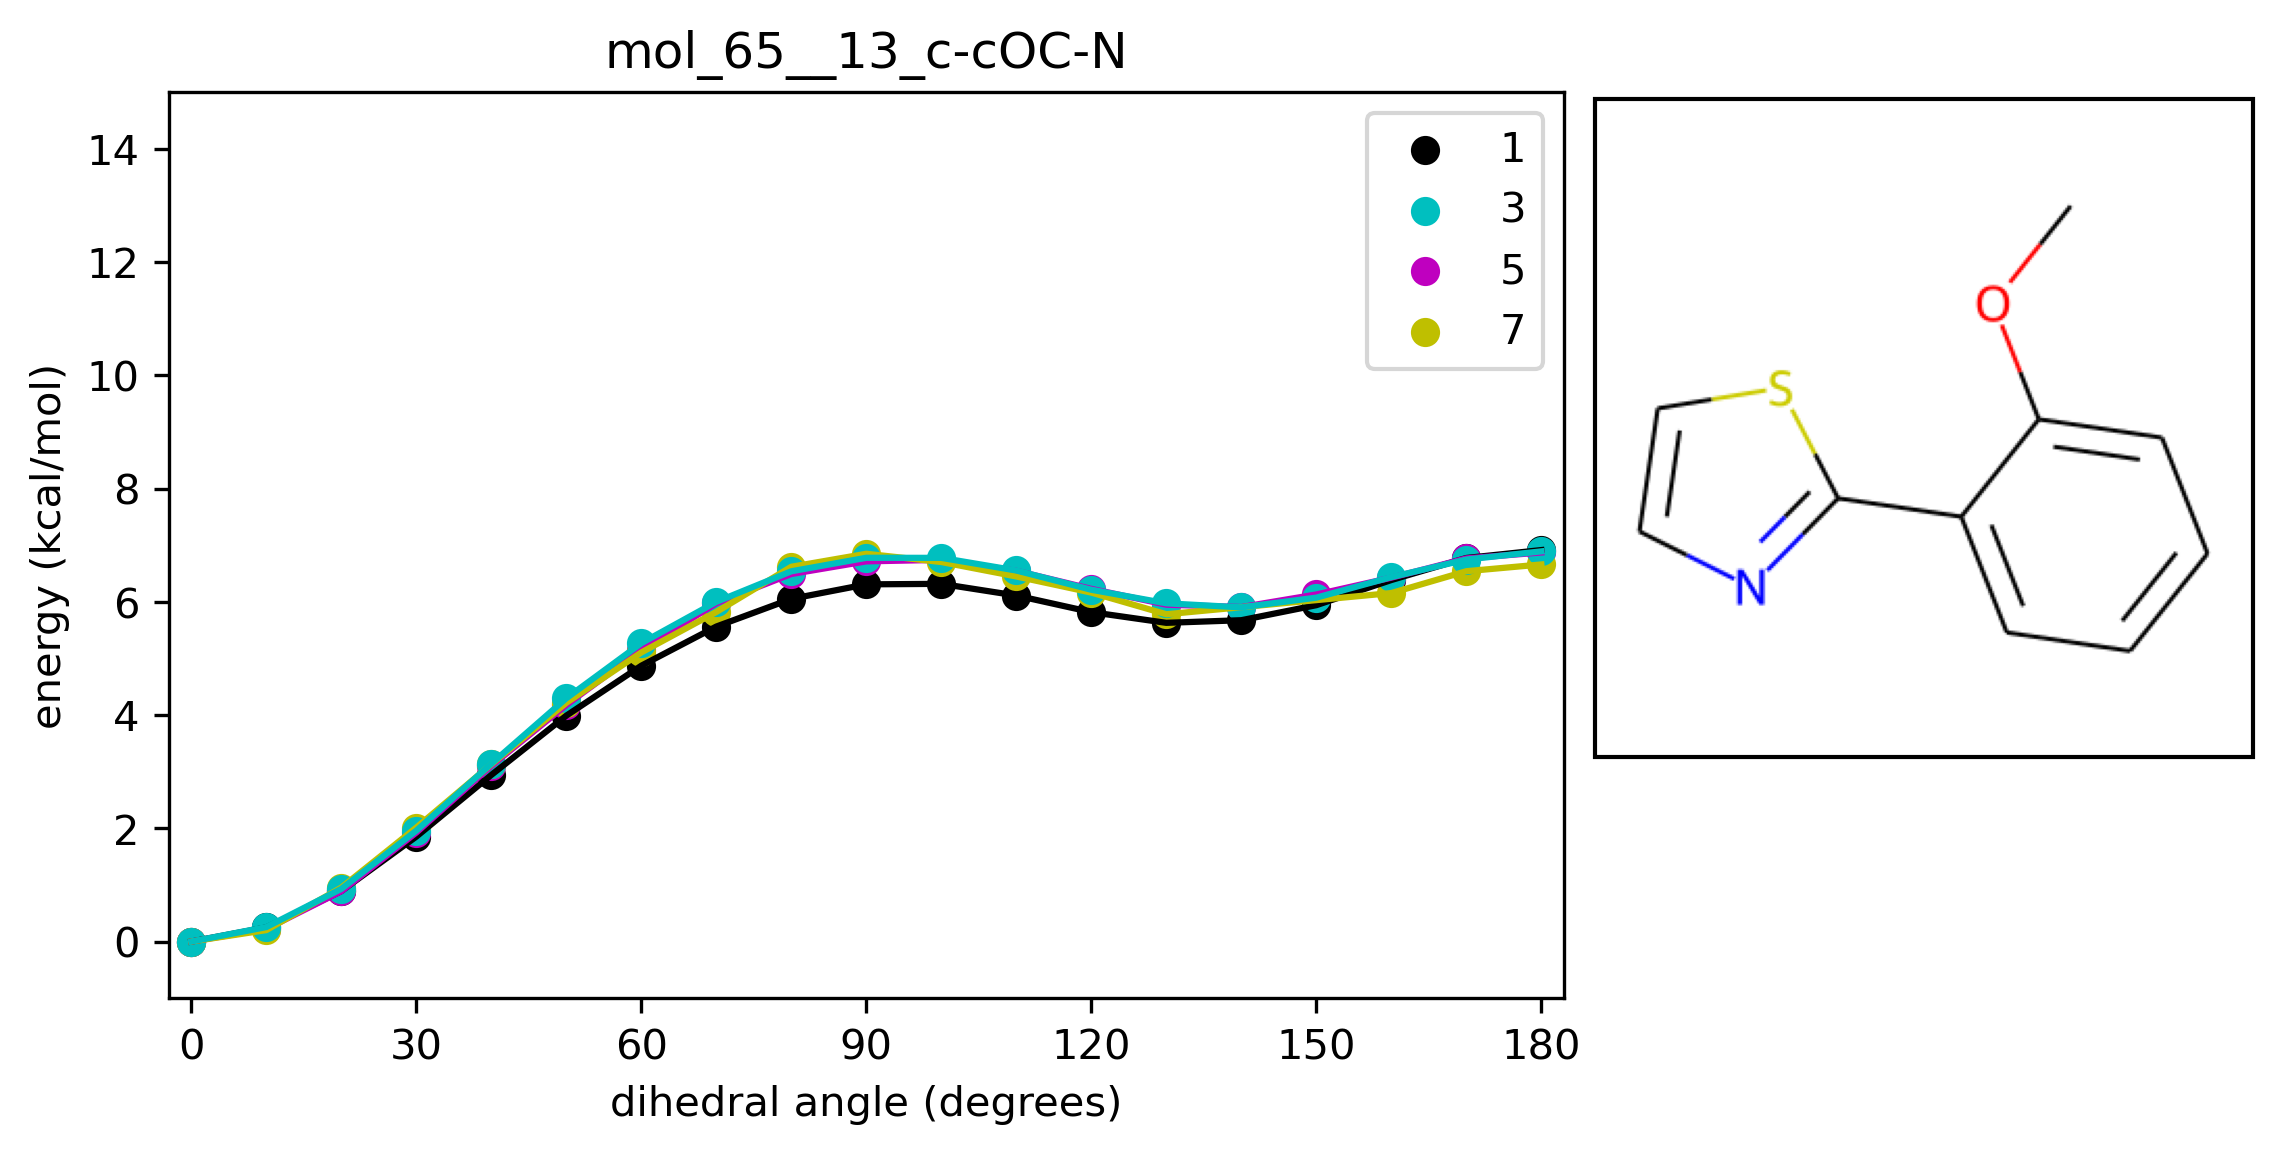 mol_65__13_c-cOC-N
14
12
10
8
6
4
2
0
energy (kcal/mol)
0 30 60 90 120 150 180
dihedral angle (degrees)
1
3
5
7
O
S
N